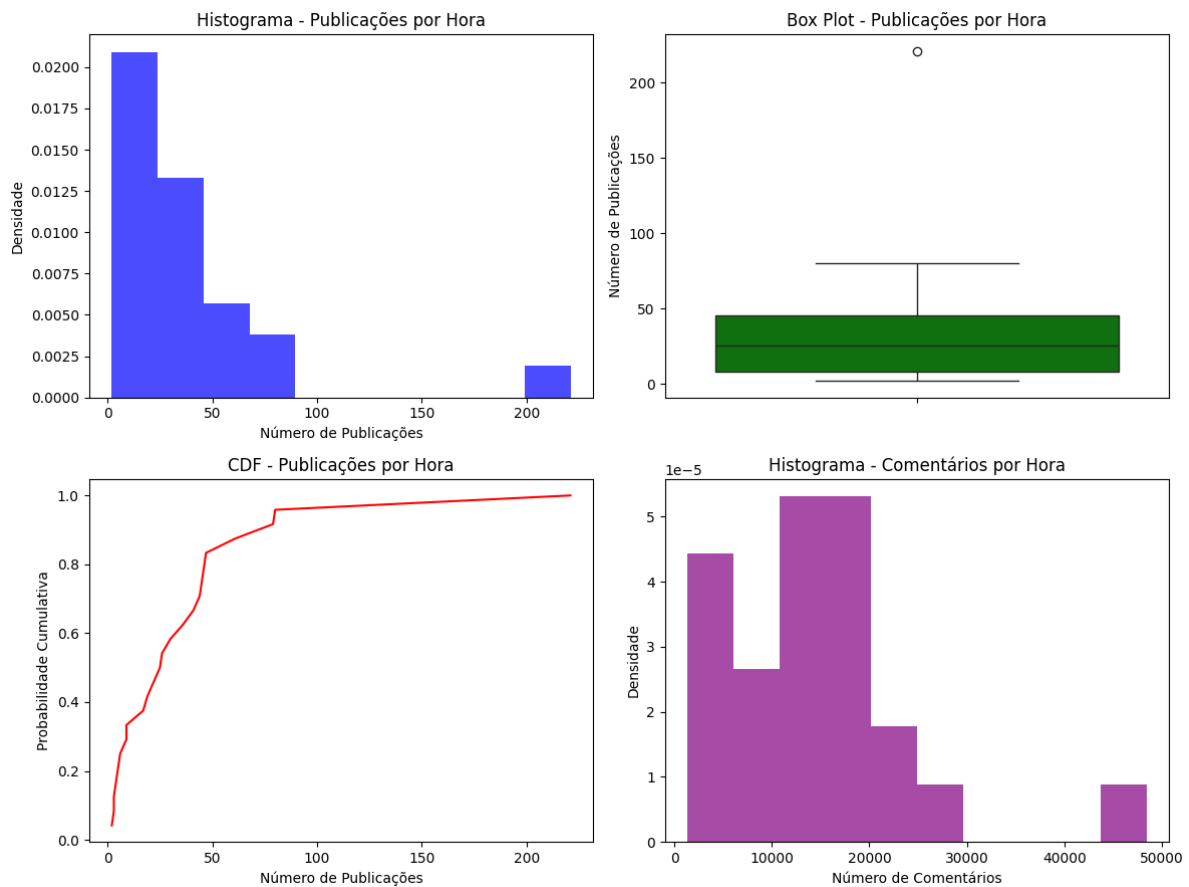 Histograma - Publicações por Hora
Densidade
0.0200
0.0175
0.0150
0.0125
0.0100
0.0075
0.0050
0.0025
0.0000
0 50 100 150 200
Número de Publicações
Box Plot - Publicações por Hora
Número de Publicações
200
150
100
50
0
CDF - Publicações por Hora
Probabilidade Cumulativa
1.0
0.8
0.6
0.4
0.2
0.0
0 50 100 150 200
Número de Publicações
Histograma - Comentários por Hora
1e−5
Densidade
5
4
3
2
1
0
0 10000 20000 30000 40000 50000
Número de Comentários